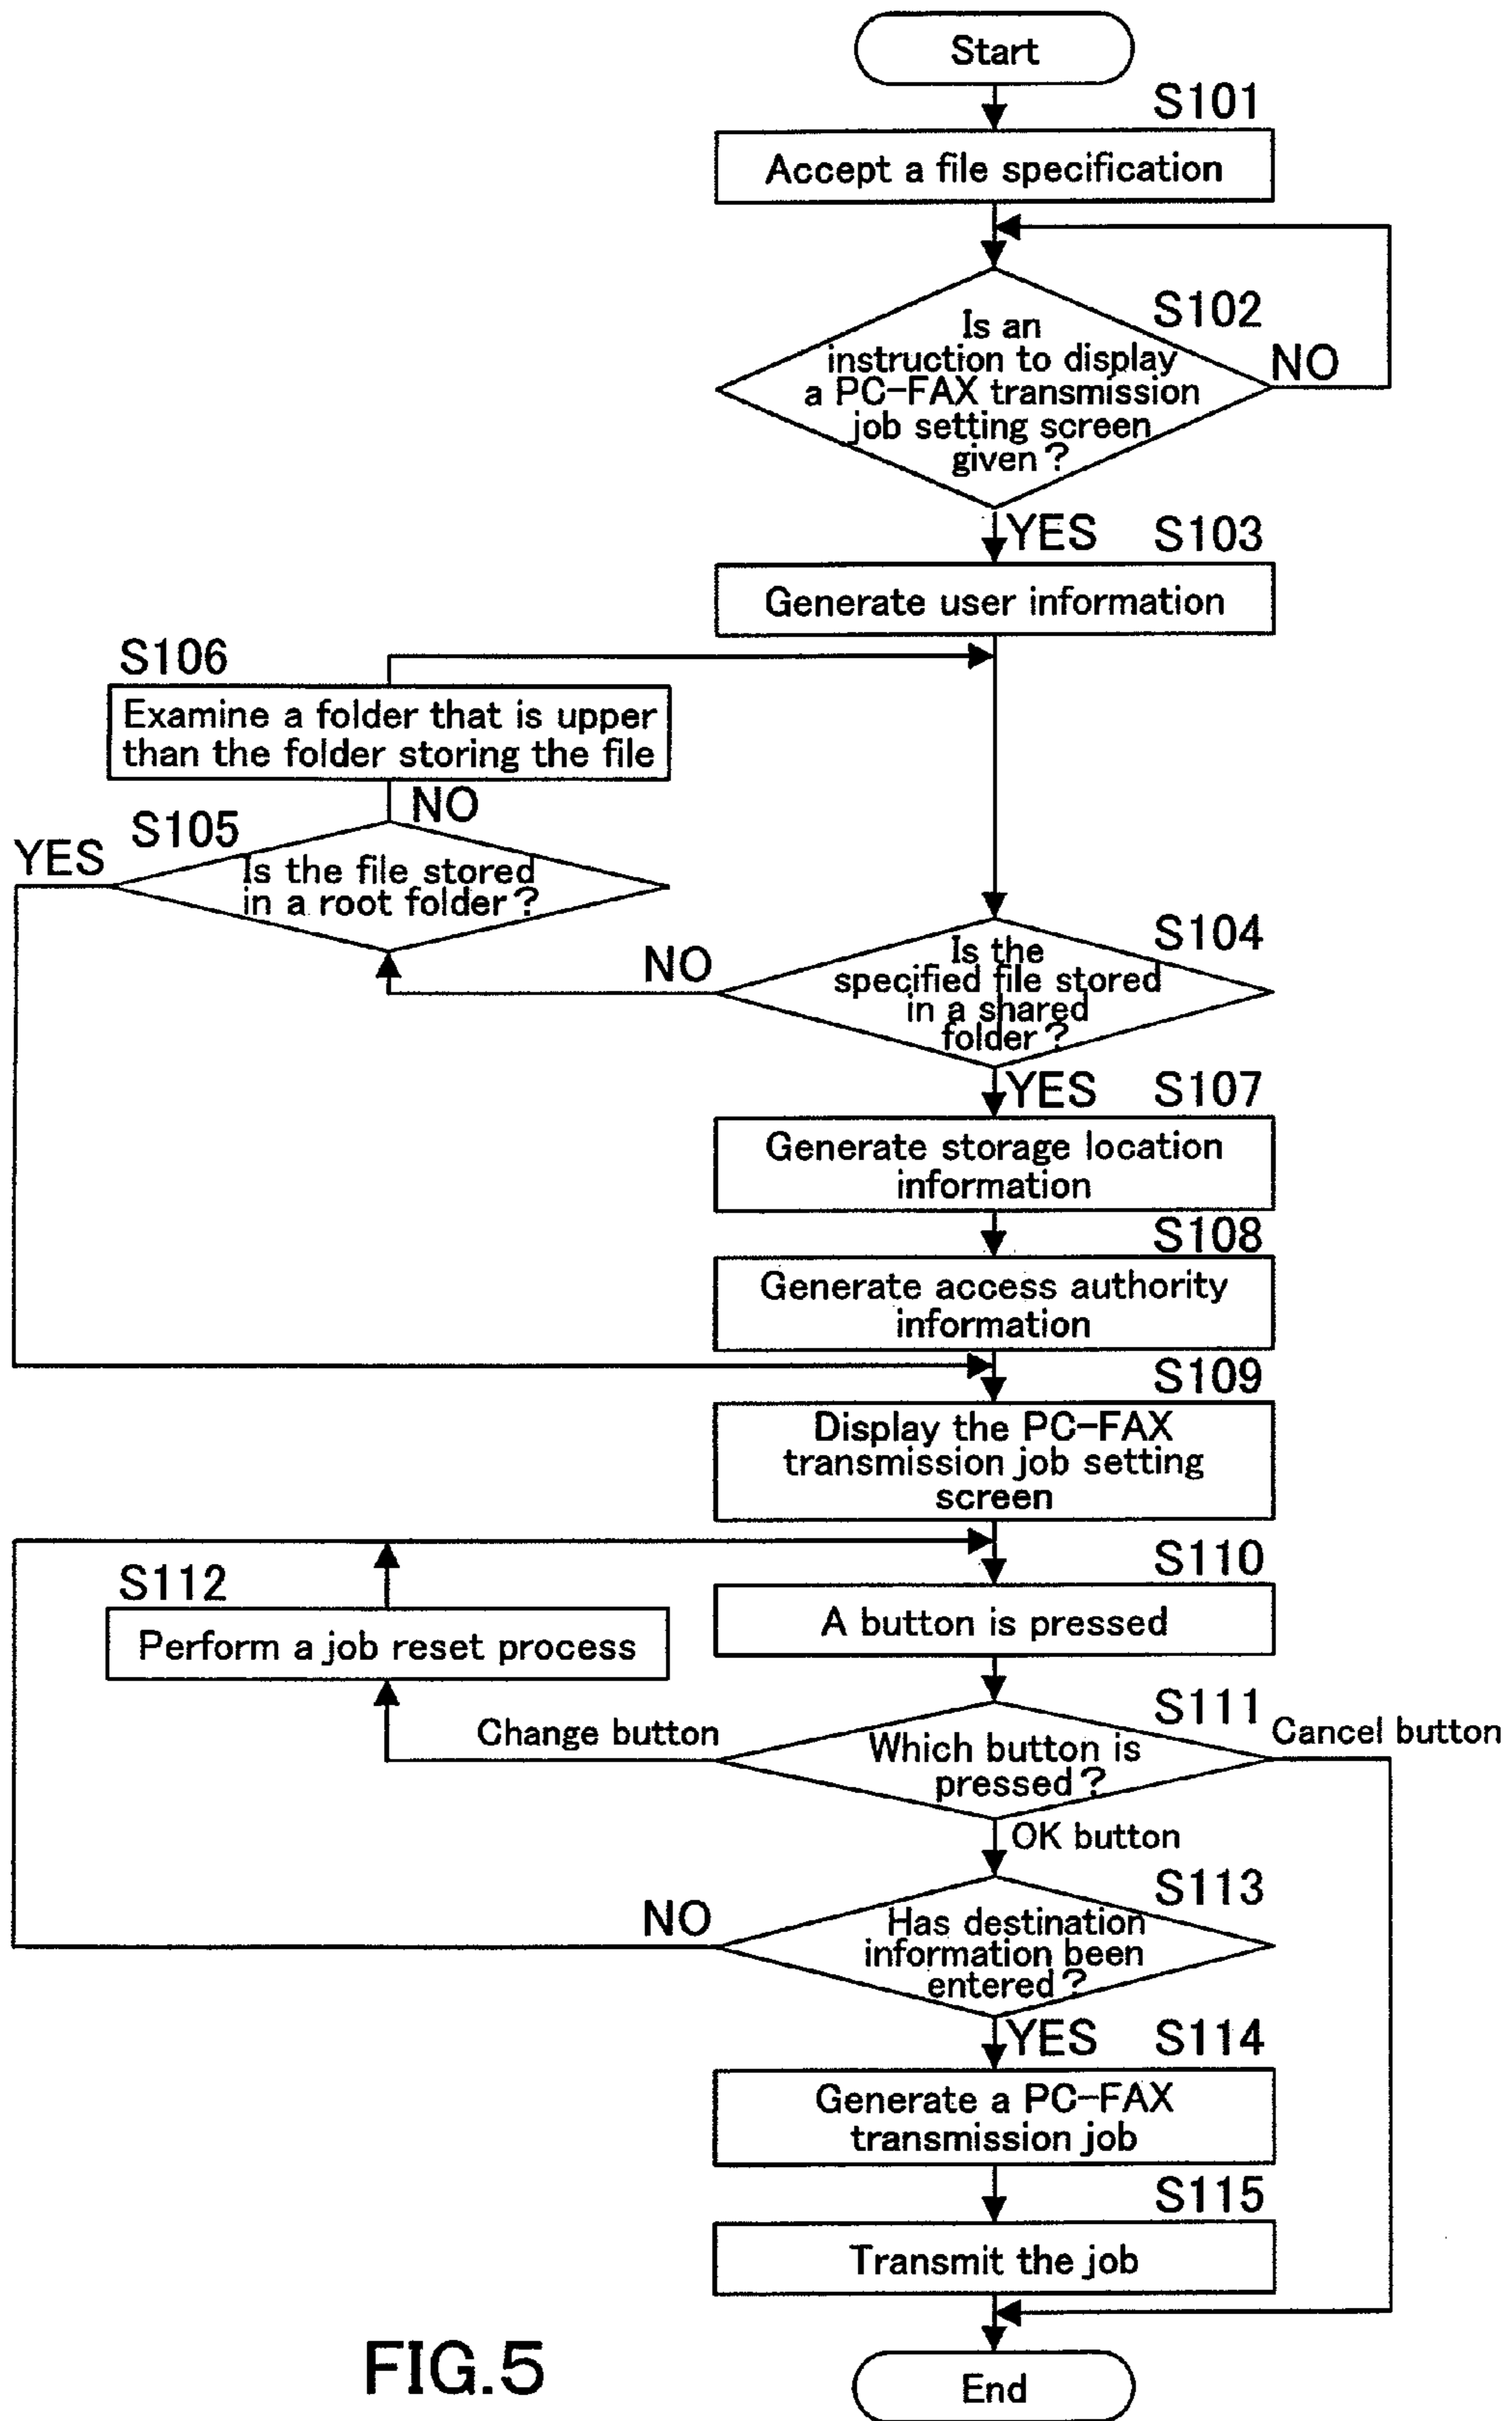 Start
S101
Accept a file specification
S102
Is an
instruction to display
a PC-FAX transmission
job setting screen
given?
NO
YES
S103
Generate user information
S106
Examine a folder that is upper
than the folder storing the file
NO
S105
YES
Is the file stored
in a root folder?
S104
NO
Is the
specified file stored
in a shared
folder?
YES
S107
Generate storage location
information
S108
Generate access authority
information
S109
Display the PC-FAX
transmission job setting
screen
S110
A button is pressed
S112
Perform a job reset process
S111
Change button
Cancel button
Which button is
pressed?
OK button
S113
NO
Has destination
information been
entered?
YES
S114
Generate a PC-FAX
transmission job
S115
Transmit the job
End
FIG.5